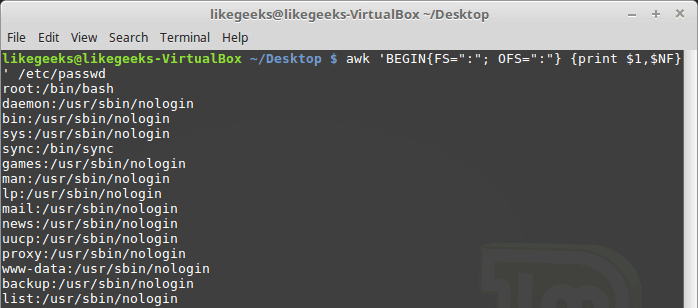 likegeeks@likegeeks-VirtualBox ~/Desktop
File Edit View Search Terminal Help
likegeeks@likegeeks-VirtualBox ~/Desktop $ awk 'BEGIN{FS=":"; OFS=":"} {print $1,$NF}
' /etc/passwd
root:/bin/bash
daemon:/usr/sbin/nologin
bin:/usr/sbin/nologin
sys:/usr/sbin/nologin
sync:/bin/sync
games:/usr/sbin/nologin
man:/usr/sbin/nologin
lp:/usr/sbin/nologin
mail:/usr/sbin/nologin
news:/usr/sbin/nologin
uucp:/usr/sbin/nologin
proxy:/usr/sbin/nologin
www-data:/usr/sbin/nologin
backup:/usr/sbin/nologin
list:/usr/sbin/nologin